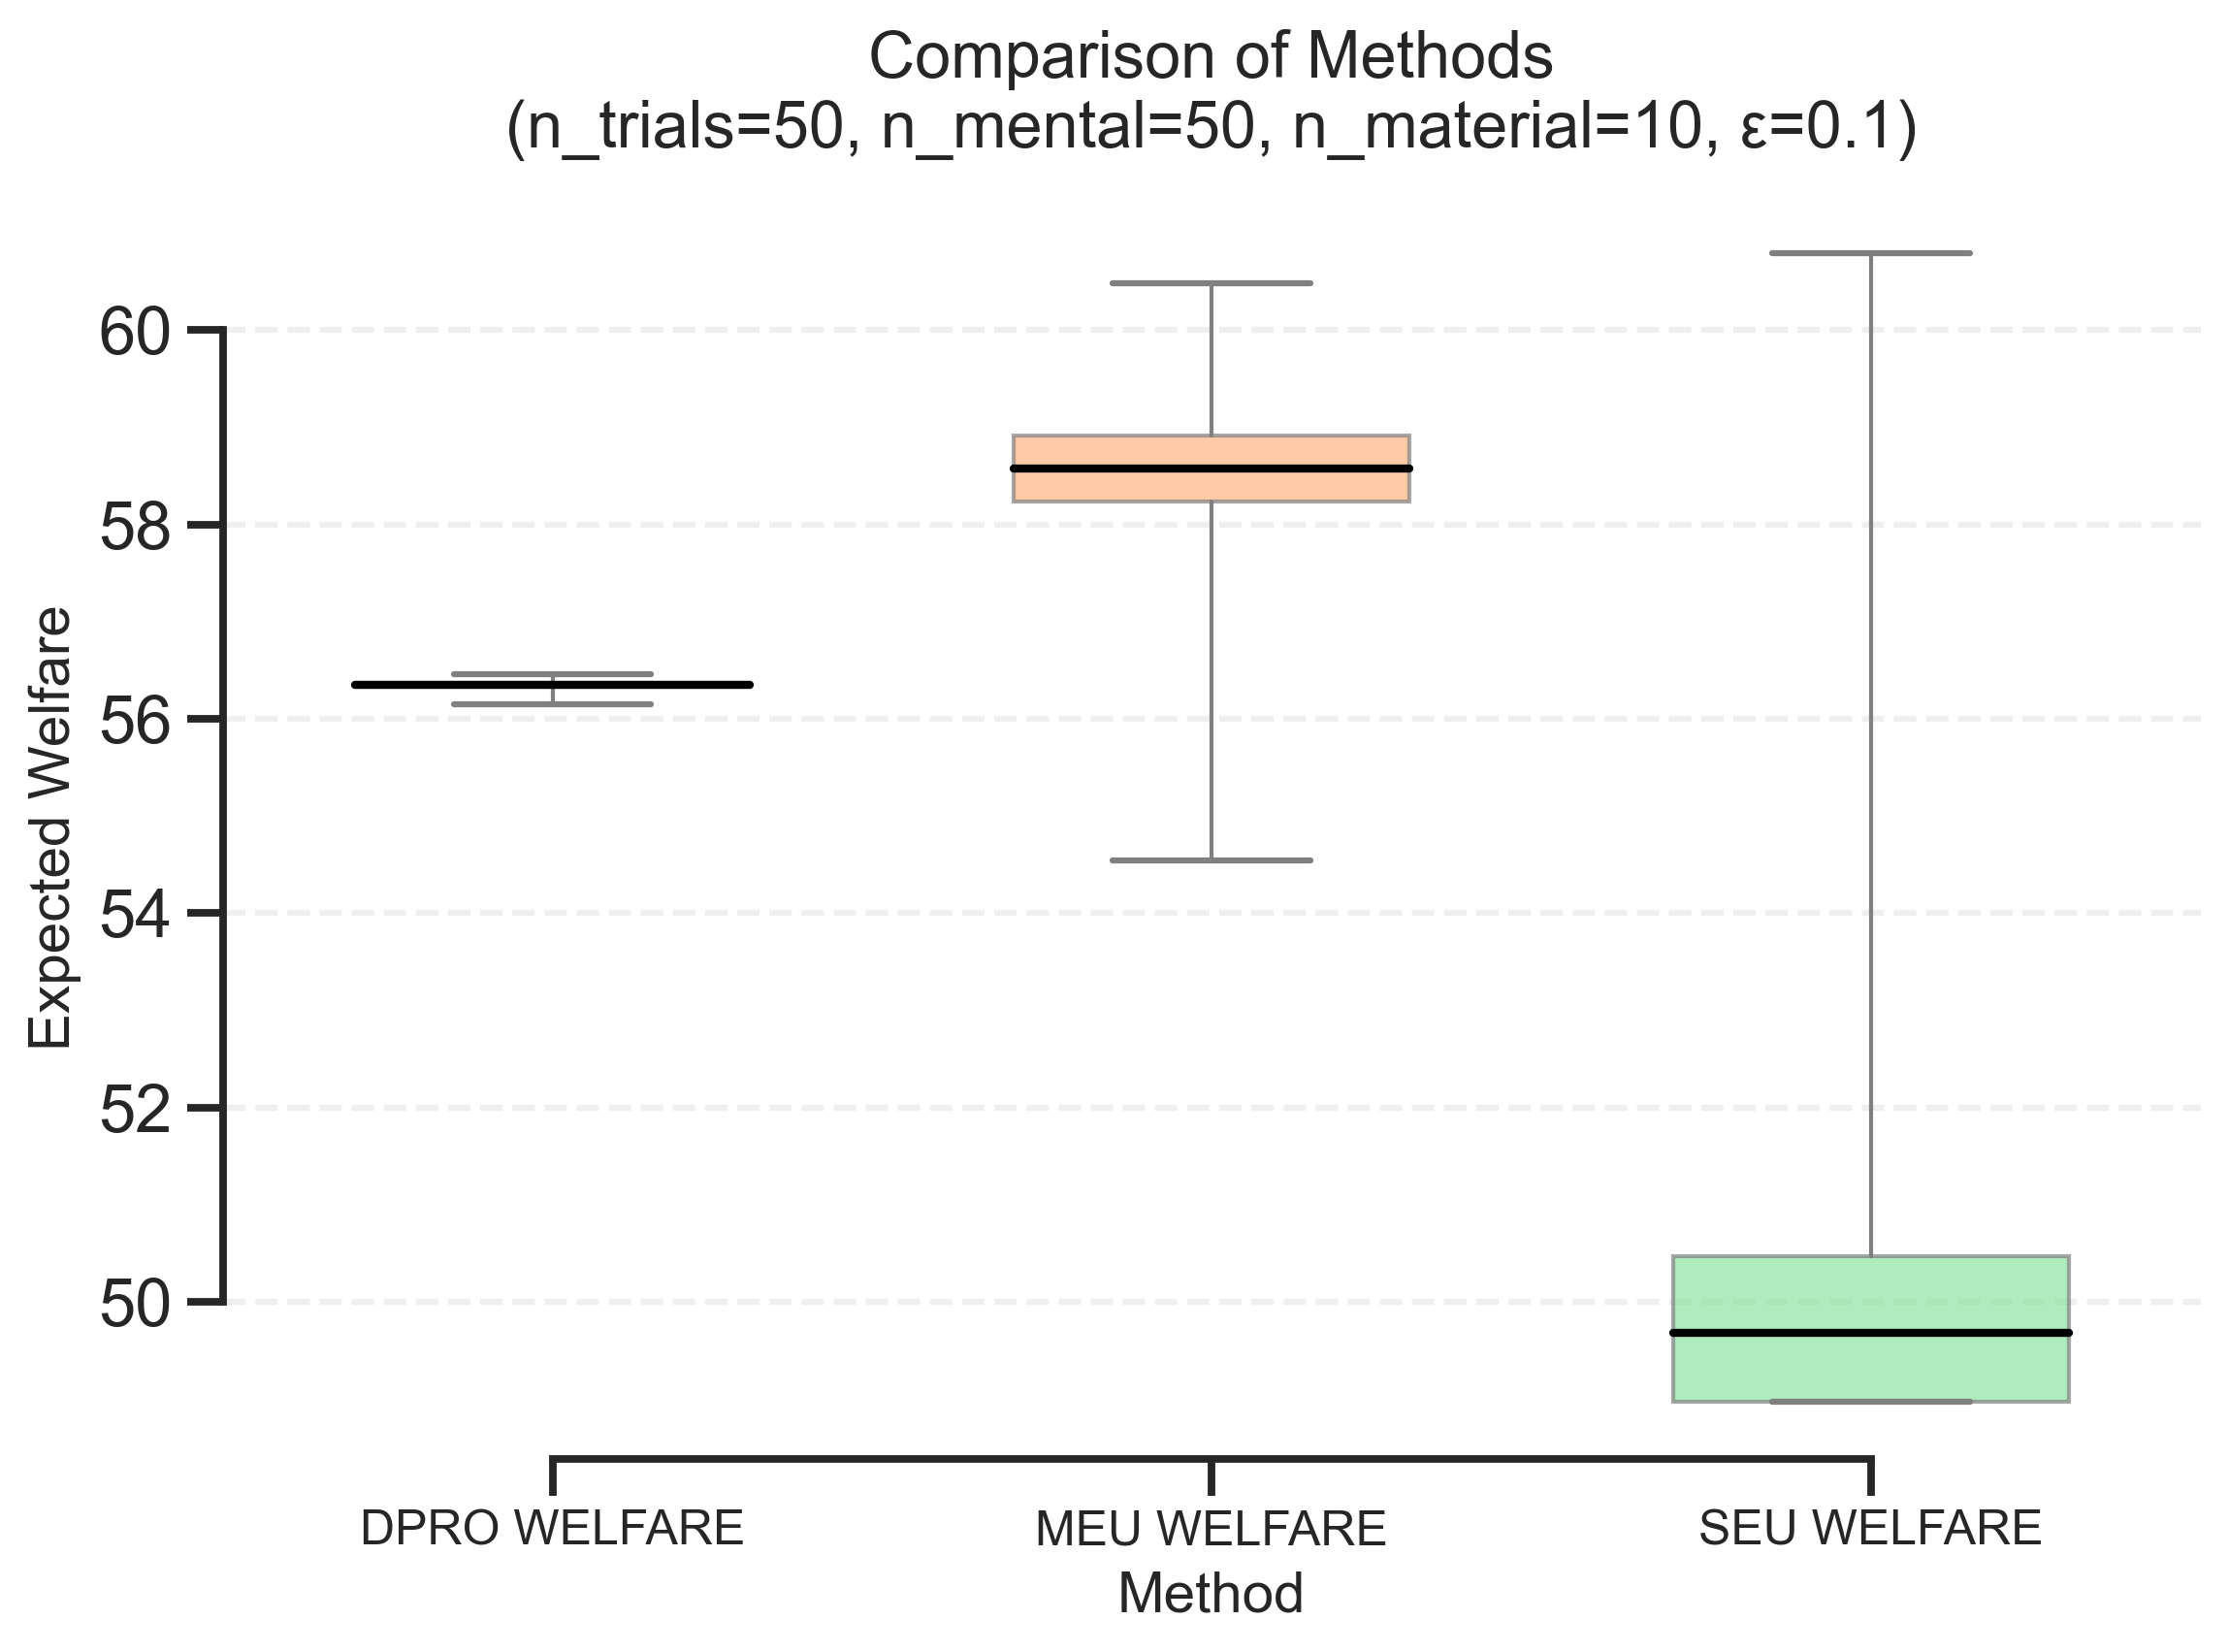 Comparison of Methods
(n_trials=50, n_mental=50, n_material=10, ε=0.1)
60
58
56
54
52
50
Expected Welfare
DPRO WELFARE
MEU WELFARE
SEU WELFARE
Method